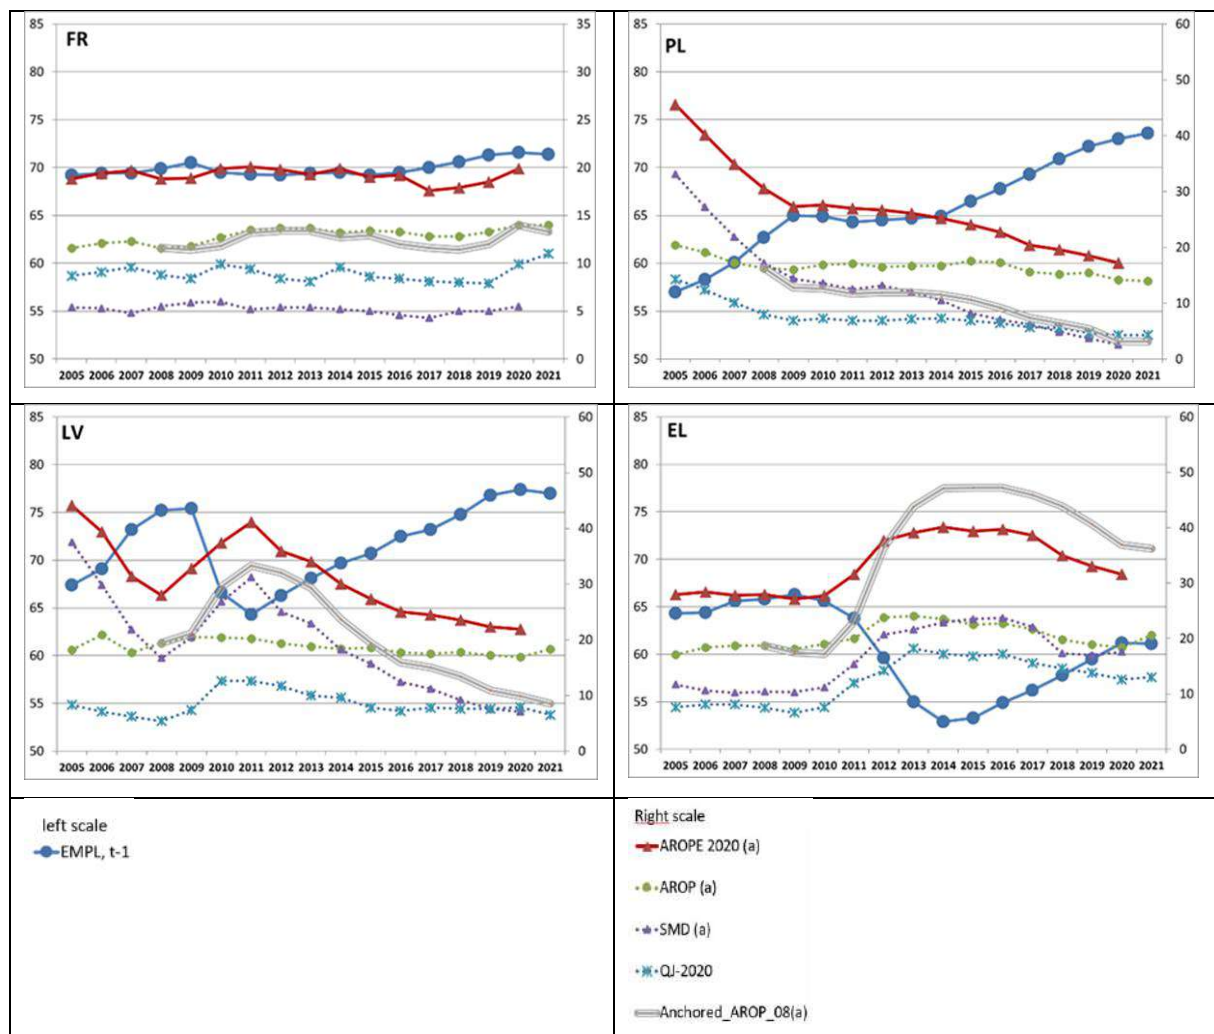 FR
85 35
80 30
75 25
70 20
65 15
60 10
55 5
50 0
2005 2006 2007 2008 2009 2010 2011 2012 2013 2014 2015 2016 2017 2018 2019 2020 2021
PL
85 60
80 50
75 40
70 30
65 20
60 10
55 0
50
2005 2006 2007 2008 2009 2010 2011 2012 2013 2014 2015 2016 2017 2018 2019 2020 2021
LV
85 60
80 50
75 40
70 30
65 20
60 10
55 0
50
2005 2006 2007 2008 2009 2010 2011 2012 2013 2014 2015 2016 2017 2018 2019 2020 2021
EL
85 60
80 50
75 40
70 30
65 20
60 10
55 0
50
2005 2006 2007 2008 2009 2010 2011 2012 2013 2014 2015 2016 2017 2018 2019 2020 2021
left scale
EMPL, t-1
Right scale
AROPE 2020 (a)
AROP (a)
SMD (a)
QJ-2020
Anchored_AROP_08(a)